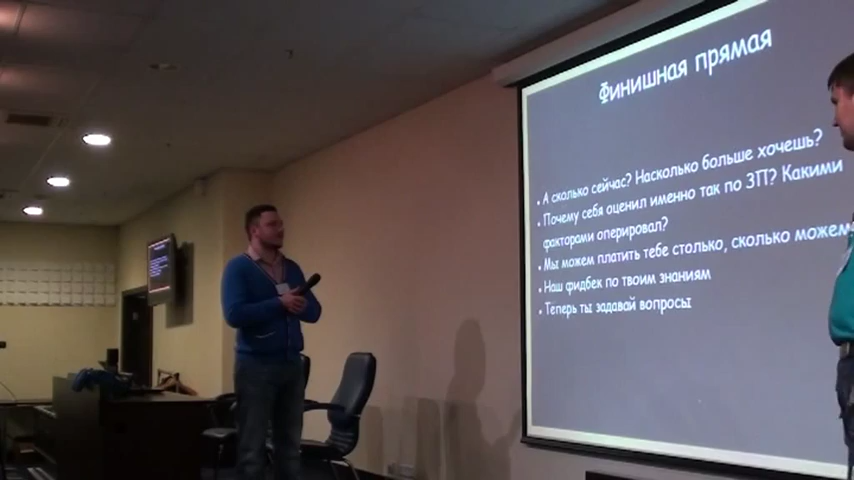 Финишная прямая
А сколько сейчас? Насколько больше хочешь?
Почему себя оценил именно так по ЗП? Какими
факторами оперировал?
Мы можем платить тебе столько, сколько можем
Наш фидбек по твоим знаниям
Теперь ты задавай вопросы